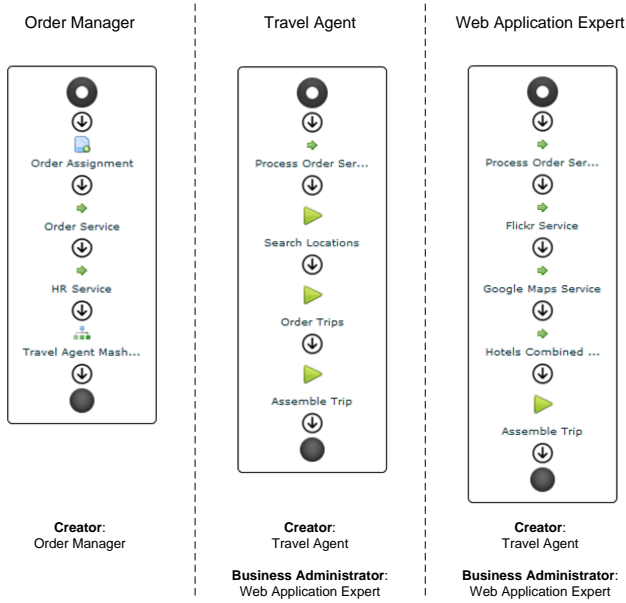 Order Manager
Order Assignment
Order Service
HR Service
Travel Agent Mash...
Creator:
Order Manager
Travel Agent
Process Order Ser...
Search Locations
Order Trips
Assemble Trip
Creator:
Travel Agent
Business Administrator:
Web Application Expert
Web Application Expert
Process Order Ser...
Flickr Service
Google Maps Service
Hotels Combined ...
Assemble Trip
Creator:
Travel Agent
Business Administrator:
Web Application Expert